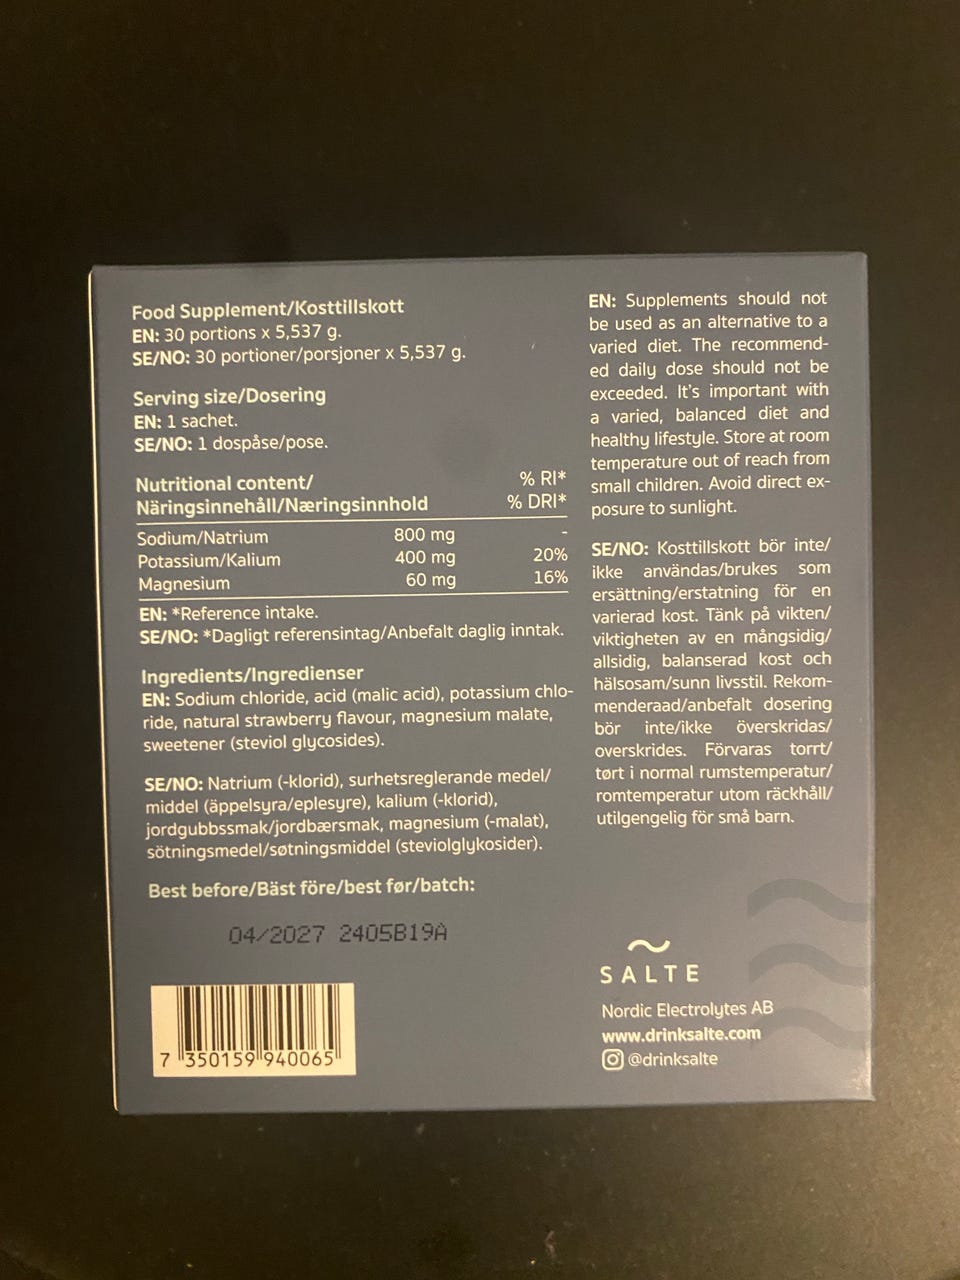 Food Supplement/Kosttillskott
EN: 30 portions x 5,537 g.
SE/NO: 30 portioner/porsjoner x 5,537 g.
Serving size/Dosering
EN: 1 sachet.
SE/NO: 1 dospåse/pose.
Nutritional content/ % RI*
Näringsinnehåll/Næringsinnhold % DRI*
Sodium/Natrium 800 mg -
Potassium/Kalium 400 mg 20%
Magnesium 60 mg 16%
EN: *Reference intake.
SE/NO: *Dagligt referensintag/Anbefalt daglig inntak.
Ingredients/Ingredienser
EN: Sodium chloride, acid (malic acid), potassium chlo-
ride, natural strawberry flavour, magnesium malate,
sweetener (steviol glycosides).
SE/NO: Natrium (-klorid), surhetsreglerande medel/
middel (äppelsyra/eplesyre), kalium (-klorid),
jordgubbssmak/jordbærsmak, magnesium (-malat),
sötningsmedel/søtningsmiddel (steviolglykosider).
Best before/Bäst före/best før/batch:
04/2027 2405B19A
7 350159 940065
EN: Supplements should not
be used as an alternative to a
varied diet. The recommend-
ed daily dose should not be
exceeded. It's important with
a varied, balanced diet and
healthy lifestyle. Store at room
temperature out of reach from
small children. Avoid direct ex-
posure to sunlight.
SE/NO: Kosttillskott bör inte/
ikke användas/brukes som
ersättning/erstatning för en
varierad kost. Tänk på vikten/
viktigheten av en mångsidig/
allsidig, balanserad kost och
hälsosam/sunn livsstil. Rekom-
menderaad/anbefalt dosering
bör inte/ikke överskridas/
overskrides. Förvaras torrt/
tørt i normal rumstemperatur/
romtemperatur utom räckhåll/
utilgengelig för små barn.
SALTE
Nordic Electrolytes AB
www.drinksalte.com
@drinksalte